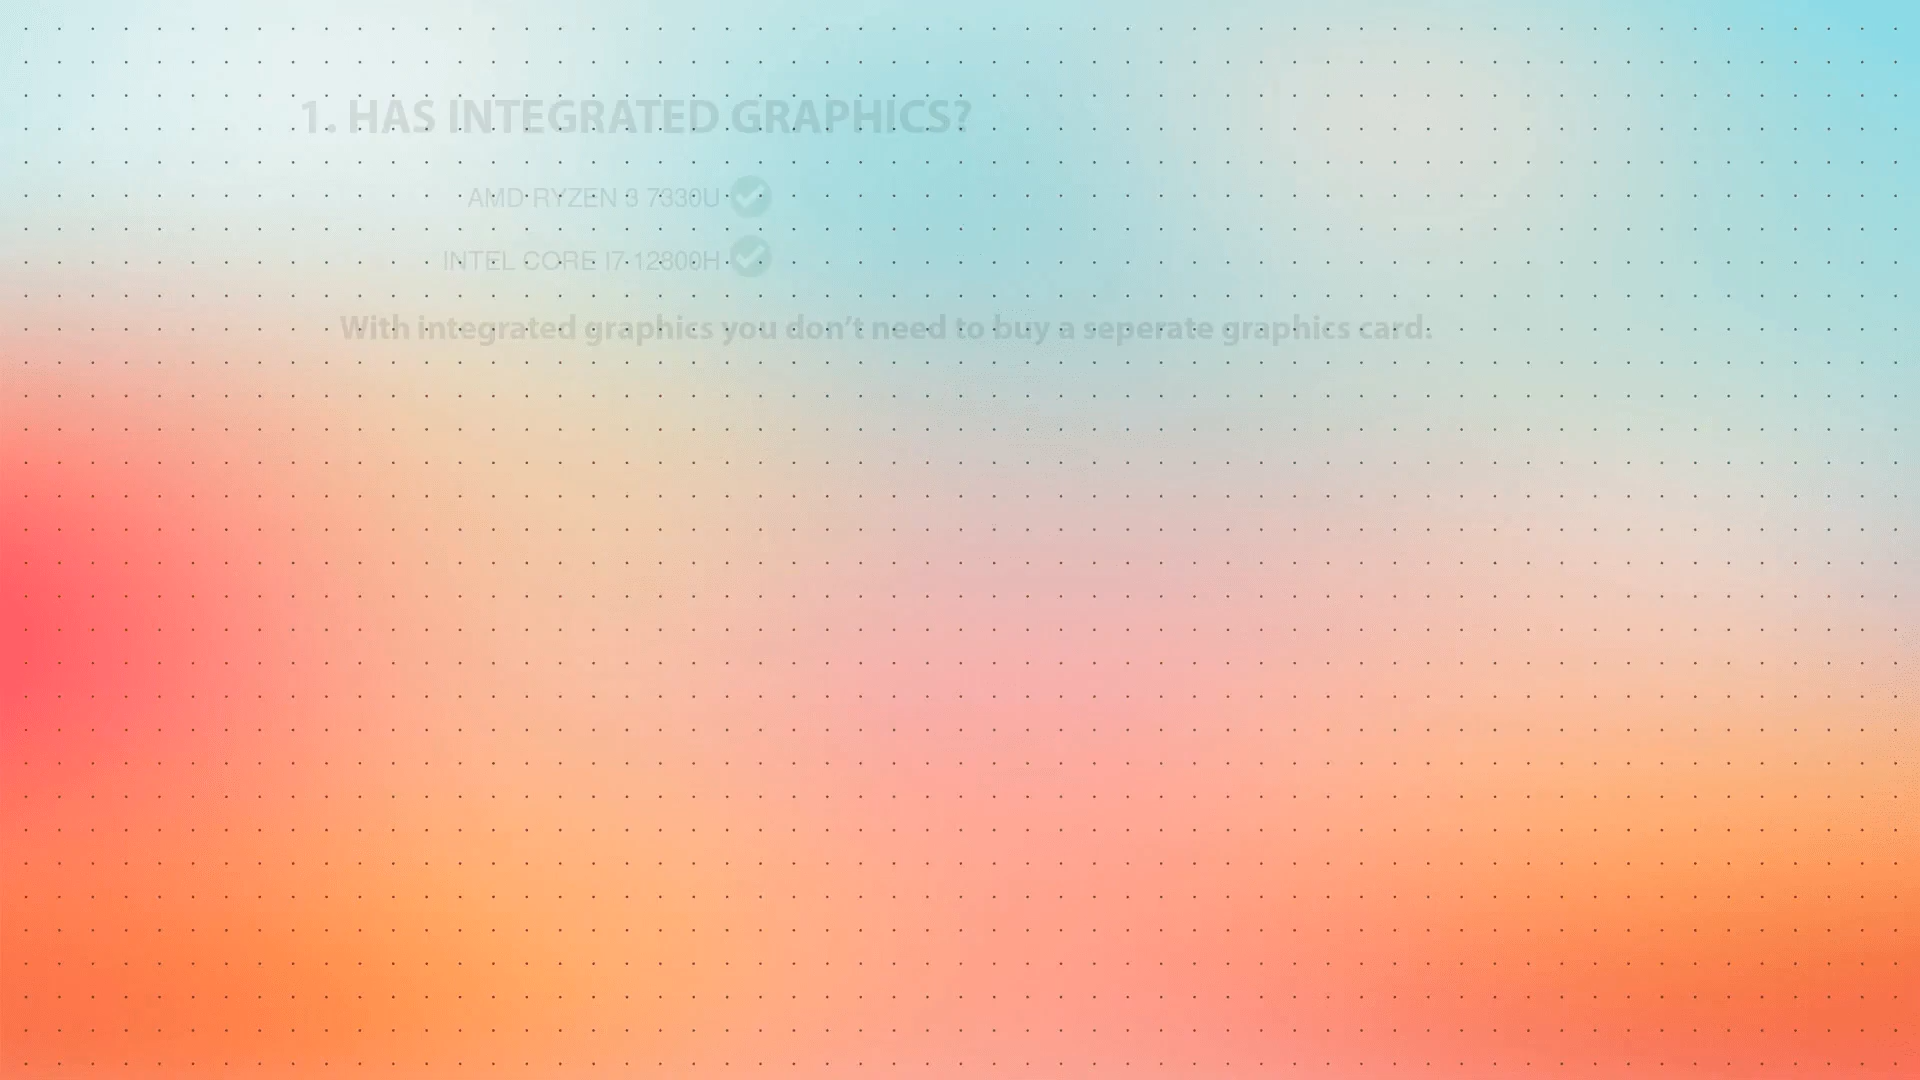 1. HAS INTEGRATED GRAPHICS?
AMD RYZEN 3 7330U
INTEL CORE I7 12800H
With integrated graphics you don’t need to buy a seperate graphics card.